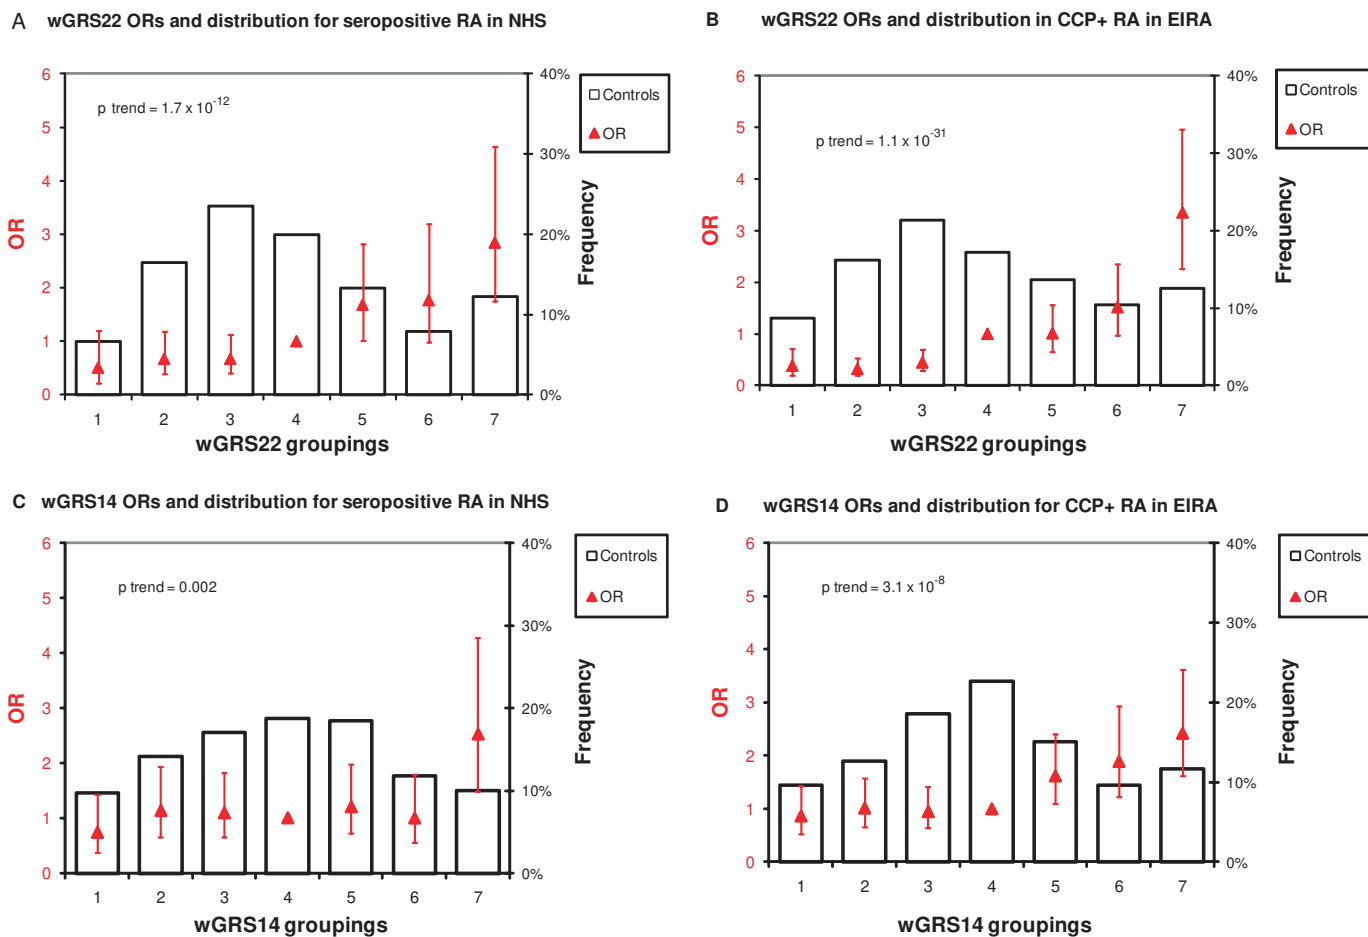 A wGRS22 ORs and distribution for seropositive RA in NHS
6
5
4
3
2
1
0
40%
30%
20%
10%
0%
p trend = 1.7 x 10^-12
Controls
OR
OR
Frequency
1 2 3 4 5 6 7
wGRS22 groupings
B wGRS22 ORs and distribution in CCP+ RA in EIRA
6
5
4
3
2
1
0
40%
30%
20%
10%
0%
p trend = 1.1 x 10^-31
Controls
OR
OR
Frequency
1 2 3 4 5 6 7
wGRS22 groupings
C wGRS14 ORs and distribution for seropositive RA in NHS
6
5
4
3
2
1
0
40%
30%
20%
10%
0%
p trend = 0.002
Controls
OR
OR
Frequency
1 2 3 4 5 6 7
wGRS14 groupings
D wGRS14 ORs and distribution for CCP+ RA in EIRA
6
5
4
3
2
1
0
40%
30%
20%
10%
0%
p trend = 3.1 x 10^-8
Controls
OR
OR
Frequency
1 2 3 4 5 6 7
wGRS14 groupings